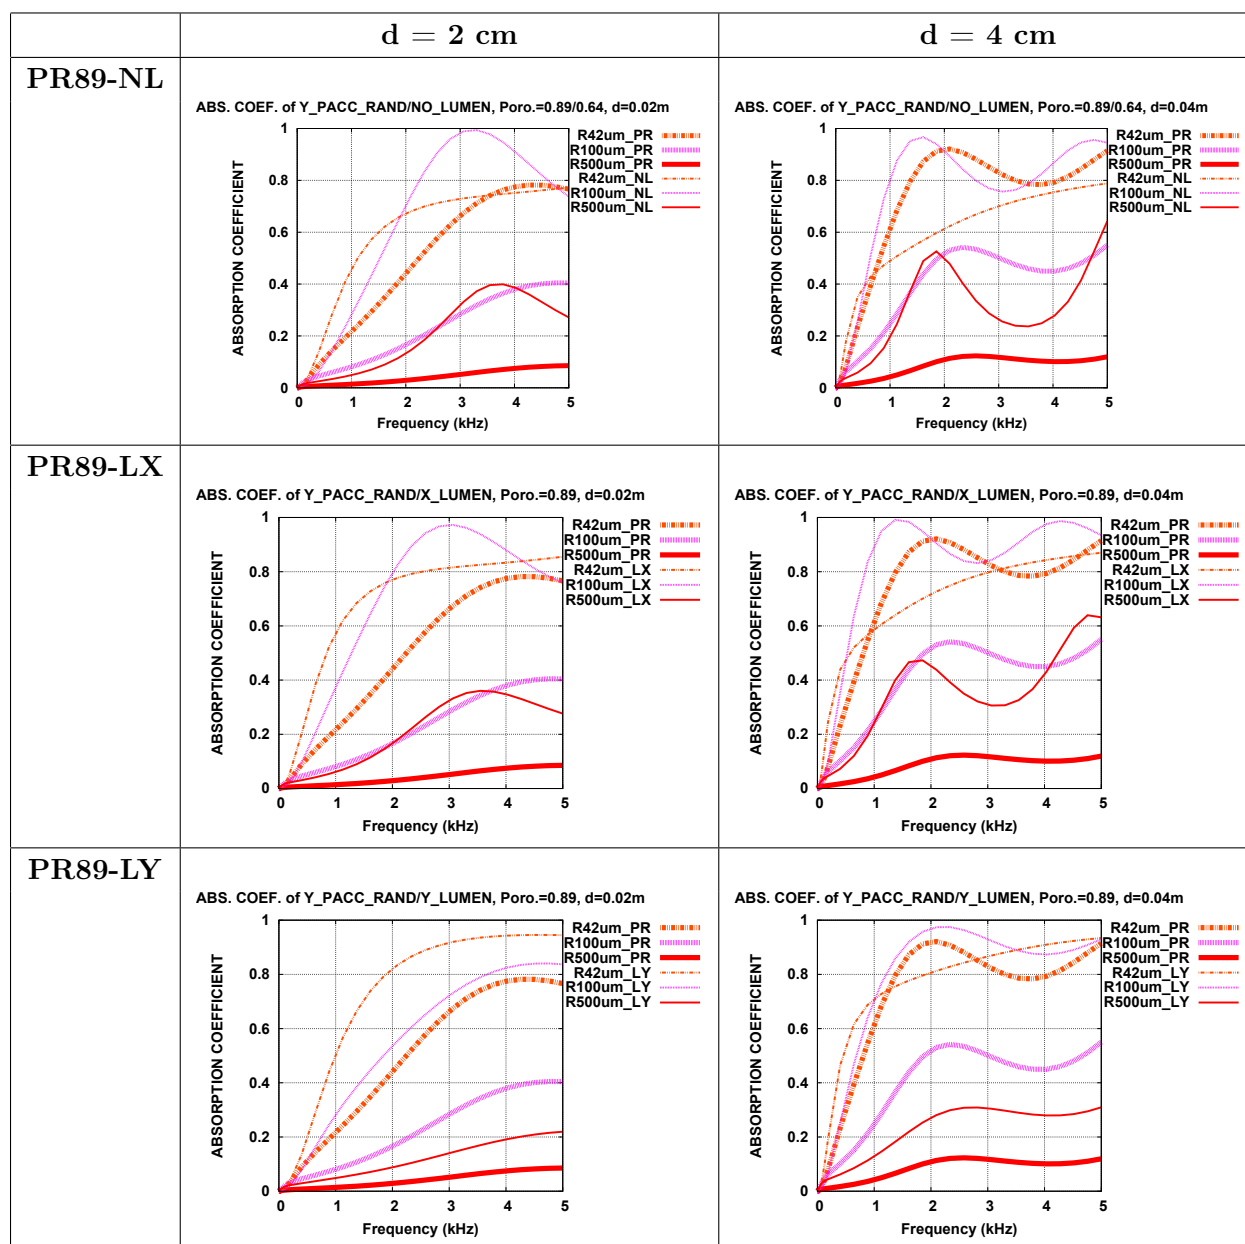 d = 2 cm
d = 4 cm
PR89-NL
ABS. COEF. of Y_PACC_RAND/NO_LUMEN, Poro.=0.89/0.64, d=0.02m
R42um_PR
R100um_PR
R500um_PR
R42um_NL
R100um_NL
R500um_NL
ABSORPTION COEFFICIENT
1
0.8
0.6
0.4
0.2
0
0 1 2 3 4 5
Frequency (kHz)
ABS. COEF. of Y_PACC_RAND/NO_LUMEN, Poro.=0.89/0.64, d=0.04m
R42um_PR
R100um_PR
R500um_PR
R42um_NL
R100um_NL
R500um_NL
ABSORPTION COEFFICIENT
1
0.8
0.6
0.4
0.2
0
0 1 2 3 4 5
Frequency (kHz)
PR89-LX
ABS. COEF. of Y_PACC_RAND/X_LUMEN, Poro.=0.89, d=0.02m
R42um_PR
R100um_PR
R500um_PR
R42um_LX
R100um_LX
R500um_LX
ABSORPTION COEFFICIENT
1
0.8
0.6
0.4
0.2
0
0 1 2 3 4 5
Frequency (kHz)
ABS. COEF. of Y_PACC_RAND/X_LUMEN, Poro.=0.89, d=0.04m
R42um_PR
R100um_PR
R500um_PR
R42um_LX
R100um_LX
R500um_LX
ABSORPTION COEFFICIENT
1
0.8
0.6
0.4
0.2
0
0 1 2 3 4 5
Frequency (kHz)
PR89-LY
ABS. COEF. of Y_PACC_RAND/Y_LUMEN, Poro.=0.89, d=0.02m
R42um_PR
R100um_PR
R500um_PR
R42um_LY
R100um_LY
R500um_LY
ABSORPTION COEFFICIENT
1
0.8
0.6
0.4
0.2
0
0 1 2 3 4 5
Frequency (kHz)
ABS. COEF. of Y_PACC_RAND/Y_LUMEN, Poro.=0.89, d=0.04m
R42um_PR
R100um_PR
R500um_PR
R42um_LY
R100um_LY
R500um_LY
ABSORPTION COEFFICIENT
1
0.8
0.6
0.4
0.2
0
0 1 2 3 4 5
Frequency (kHz)